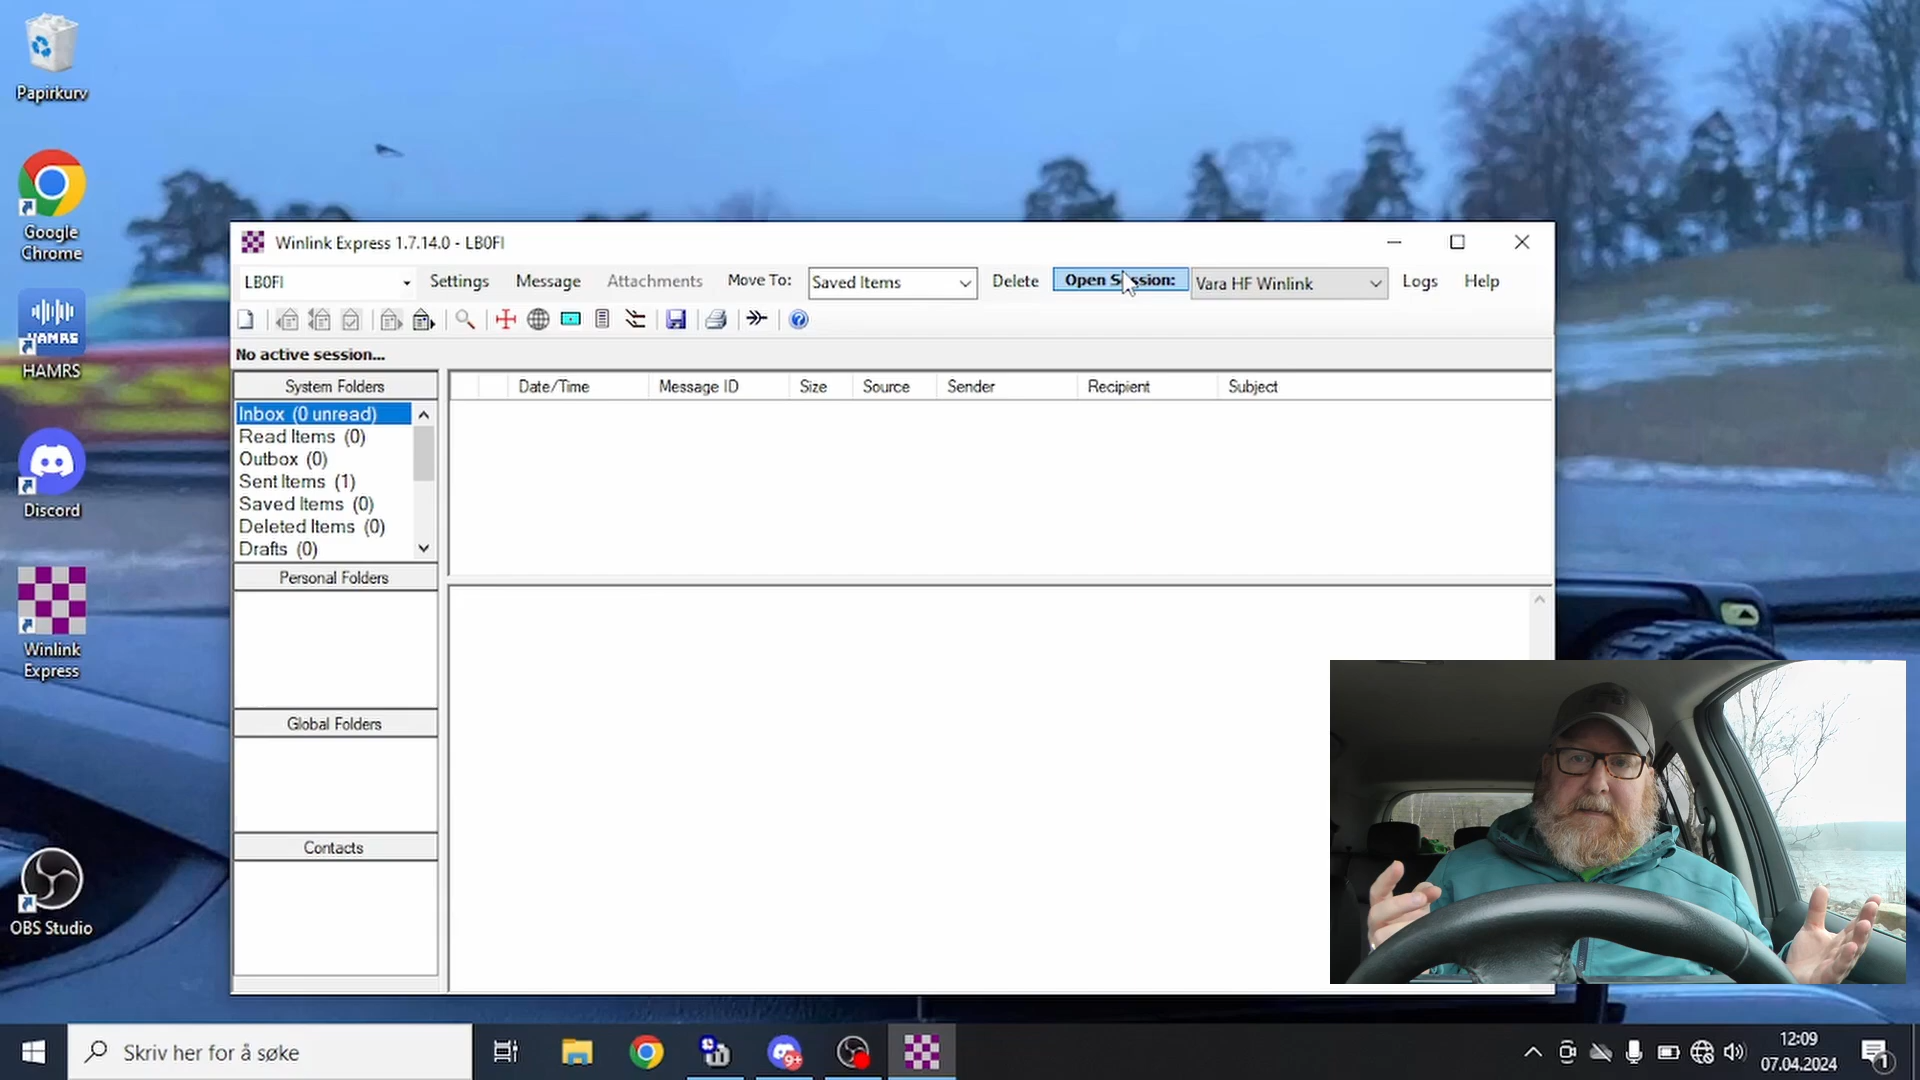 Papirkurv
Google
Chrome
HAMRS
HAMRS
Discord
Winlink
Express
OBS Studio
Winlink Express 1.7.14.0 - LB0FI
LB0FI
Settings
Message
Attachments
Move To:
Saved Items
Delete
Open Session:
Vara HF Winlink
Logs
Help
No active session...
System Folders
Inbox (0 unread)
Read Items (0)
Outbox (0)
Sent Items (1)
Saved Items (0)
Deleted Items (0)
Drafts (0)
Personal Folders
Global Folders
Contacts
Date/Time
Message ID
Size
Source
Sender
Recipient
Subject
Skriv her for å søke
9+
12:09
07.04.2024
1